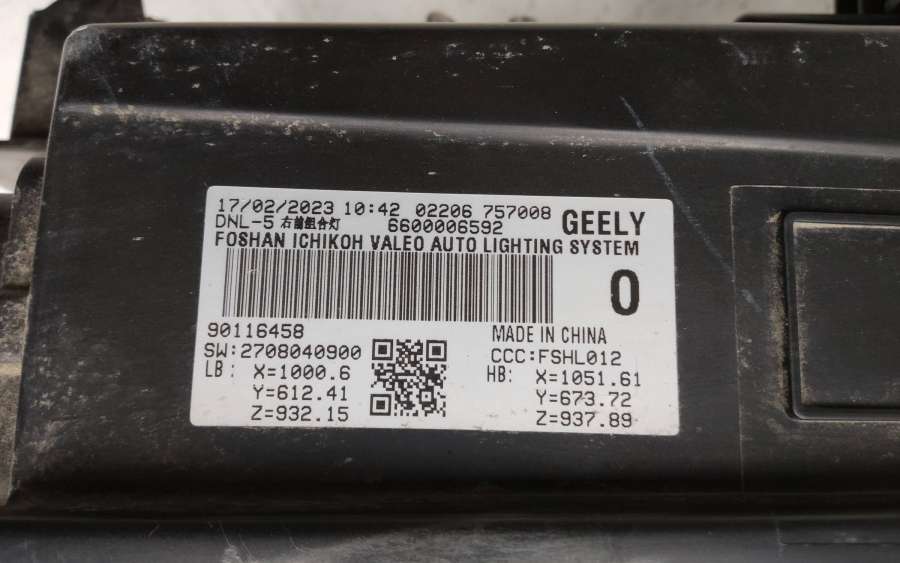 17/02/2023 10:42 02206 757008
DNL-5 右前组合灯 6600006592 GEELY
FOSHAN ICHIKOH VALEO AUTO LIGHTING SYSTEM
0
90116458 MADE IN CHINA
SW:2708040900 CCC:FSHL012
LB: X=1000.6 HB: X=1051.61
Y=612.41 Y=673.72
Z=932.15 Z=937.89